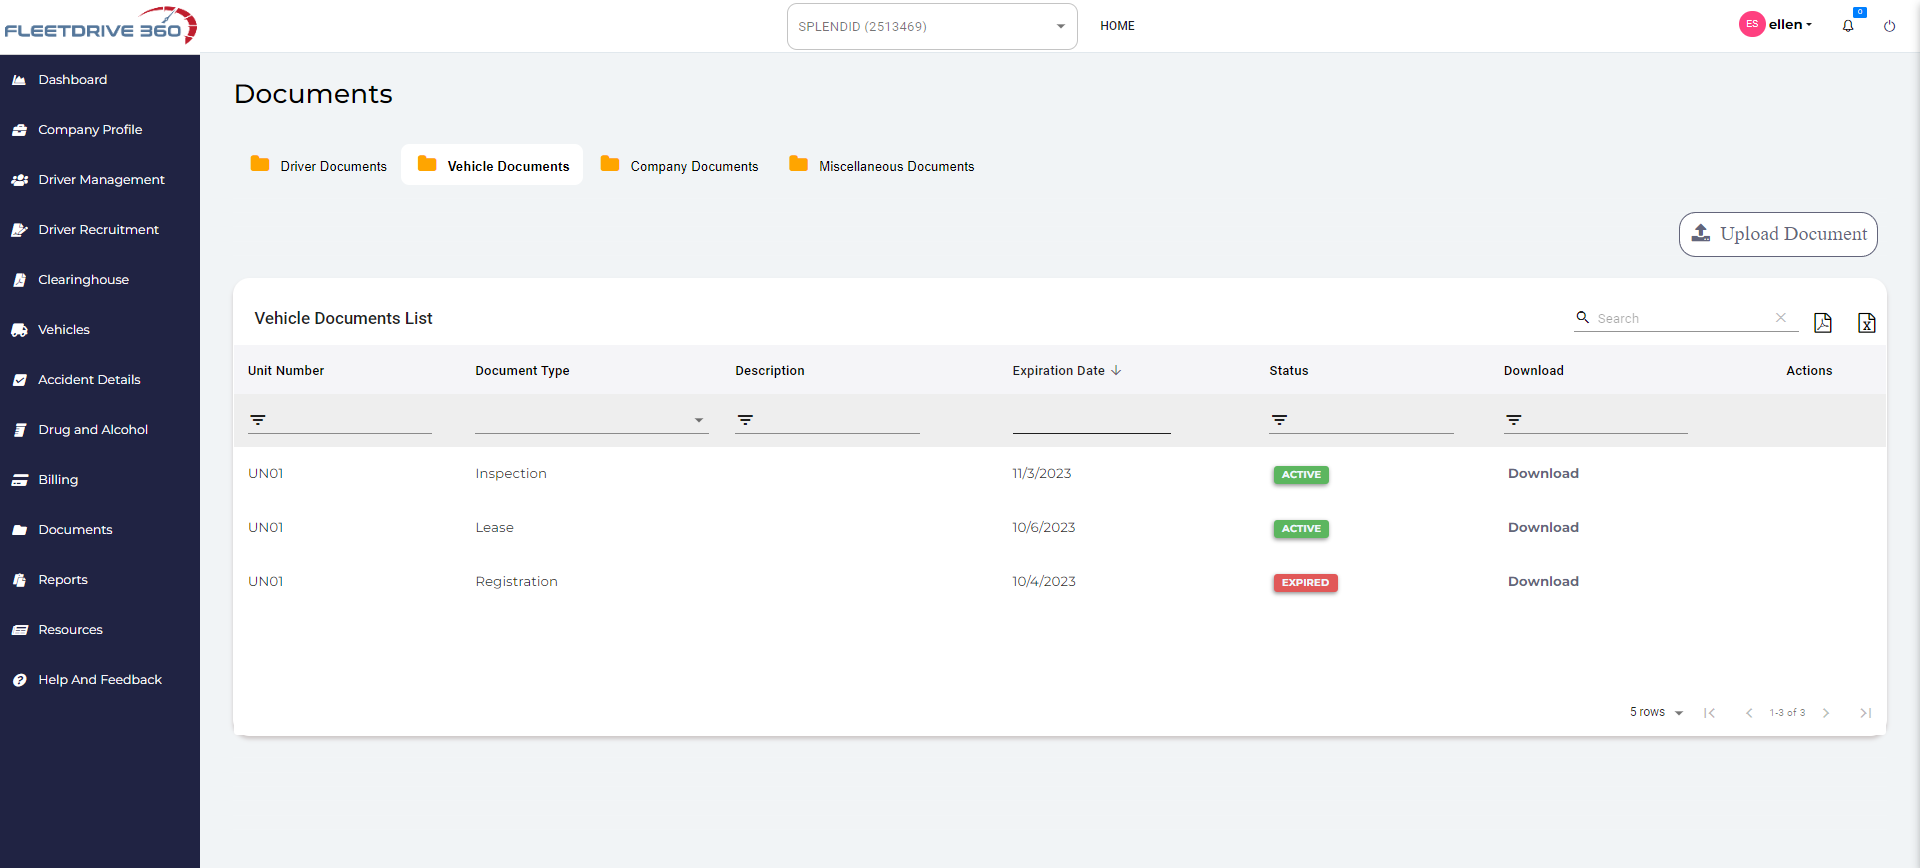 FLEETDRIVE 360
SPLENDID (2513469)
HOME
ES
ellen
0
Dashboard
Company Profile
Driver Management
Driver Recruitment
Clearinghouse
Vehicles
Accident Details
Drug and Alcohol
Billing
Documents
Reports
Resources
Help And Feedback
Documents
Driver Documents
Vehicle Documents
Company Documents
Miscellaneous Documents
Upload Document
Vehicle Documents List
Search
Unit Number Document Type Description Expiration Date Status Download Actions
UN01 Inspection 11/3/2023 ACTIVE Download
UN01 Lease 10/6/2023 ACTIVE Download
UN01 Registration 10/4/2023 EXPIRED Download
5 rows 1-3 of 3